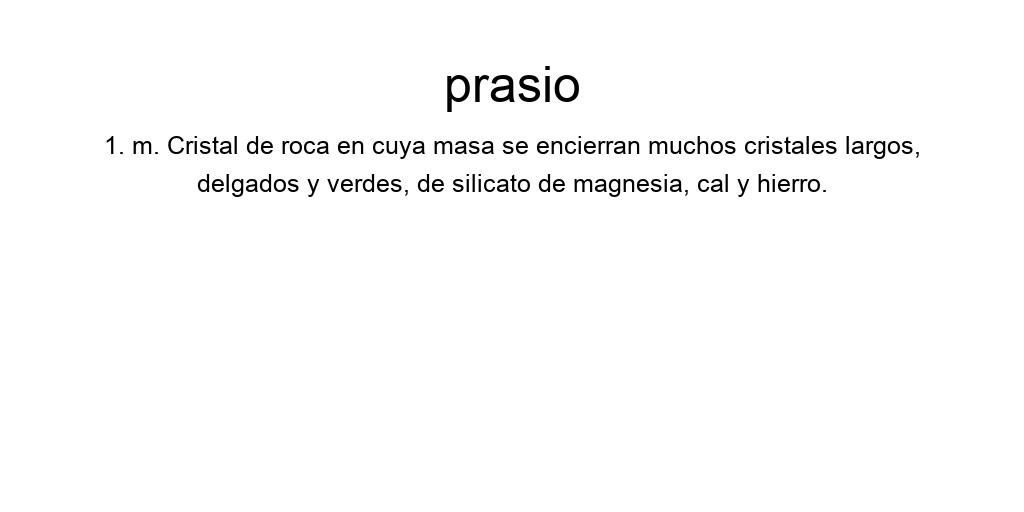 prasio
1. m. Cristal de roca en cuya masa se encierran muchos cristales largos,
delgados y verdes, de silicato de magnesia, cal y hierro.